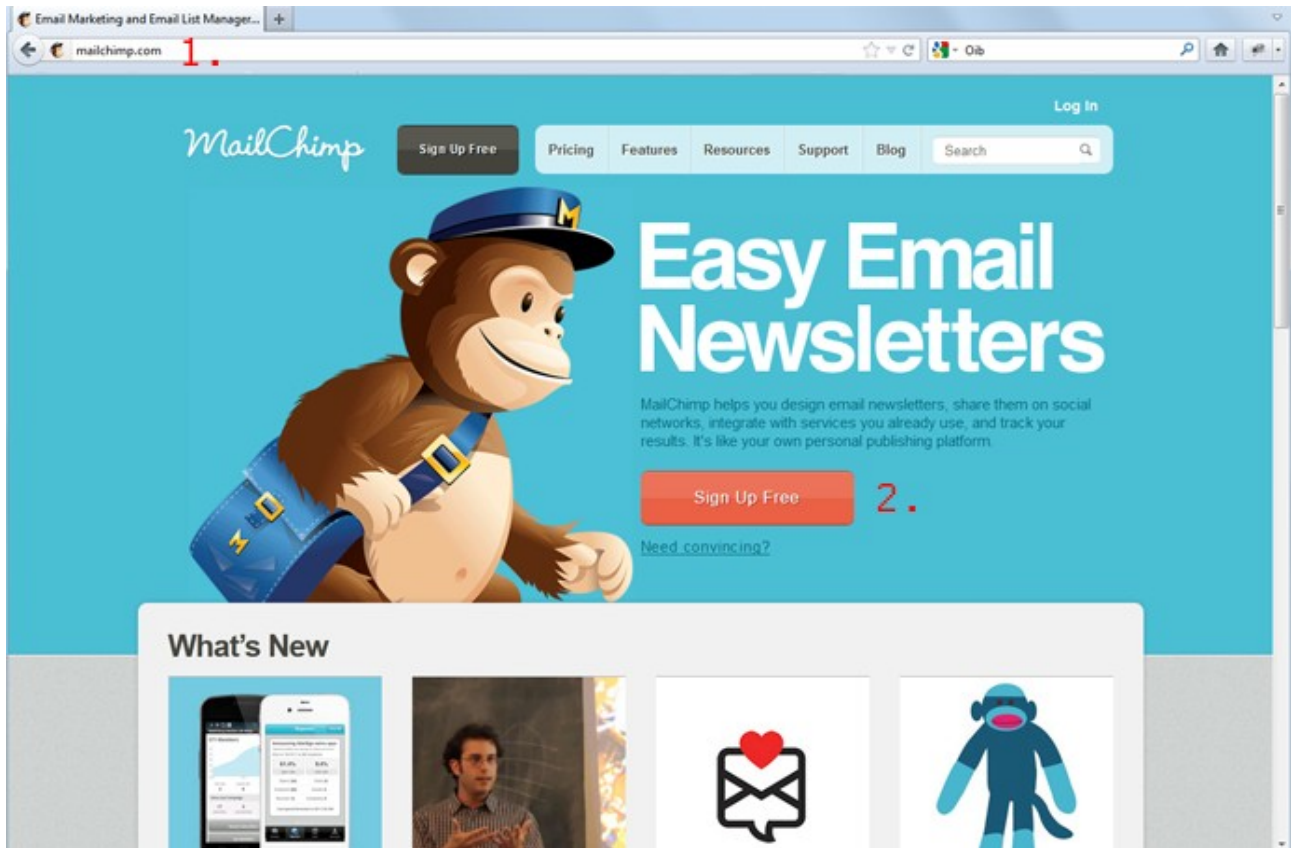 Email Marketing and Email List Manager...
mailchimp.com
1.
Oib
Log In
MailChimp
Sign Up Free
Pricing
Features
Resources
Support
Blog
Search
M
Easy Email
Newsletters
MailChimp helps you design email newsletters, share them on social
networks, integrate with services you already use, and track your
results. It's like your own personal publishing platform.
Sign Up Free
2.
Need convincing?
M
What's New